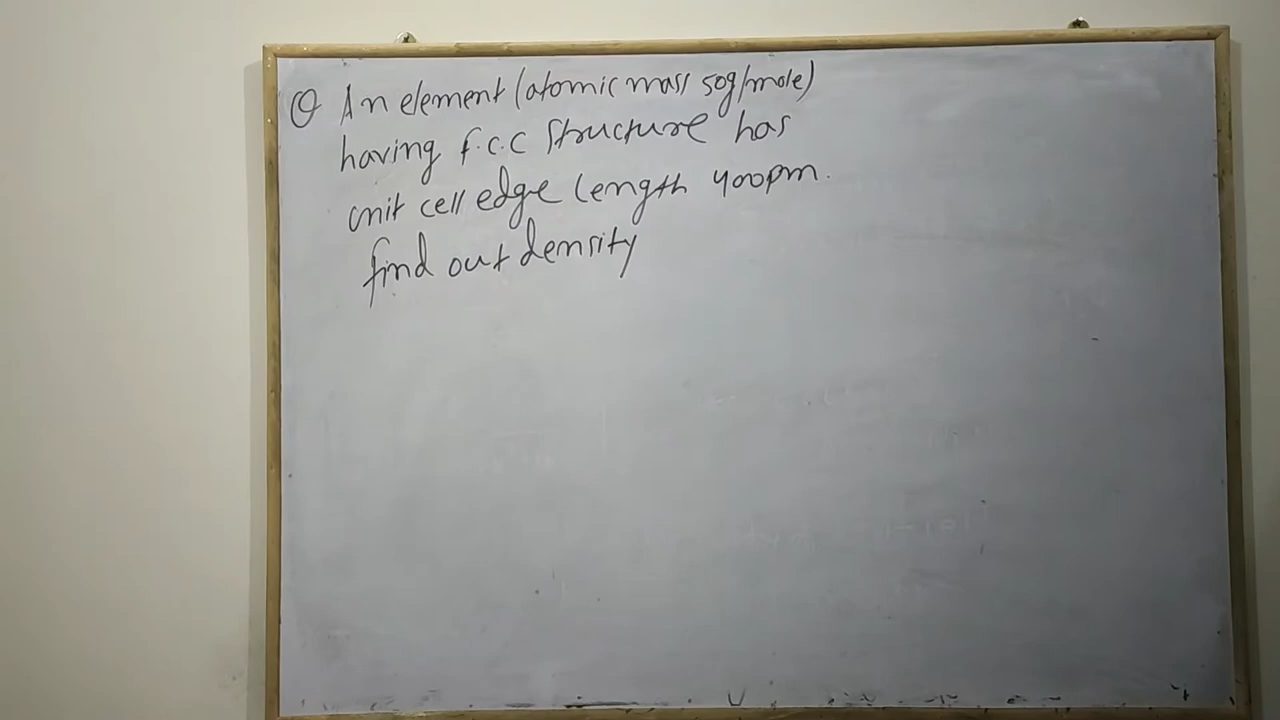 Q An element (atomic mass 50g/mole)
having f.c.c structure has
unit cell edge length 400pm.
find out density